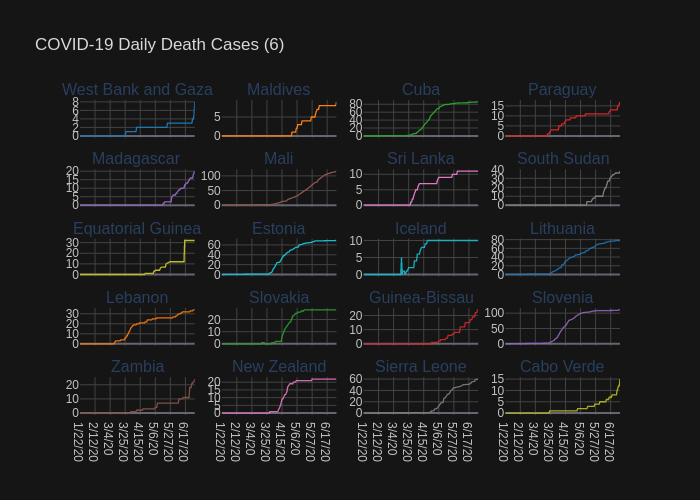 COVID-19 Daily Death Cases (6)
West Bank and Gaza Maldives Cuba Paraguay
8 6 4 2 0 5 0 80 60 40 20 0 15 10 5 0
Madagascar Mali Sri Lanka South Sudan
20 15 10 5 0 100 50 0 10 5 0 40 30 20 10 0
Equatorial Guinea Estonia Iceland Lithuania
30 20 10 0 60 40 20 0 10 5 0 80 60 40 20 0
Lebanon Slovakia Guinea-Bissau Slovenia
30 20 10 0 20 10 0 20 10 0 100 50 0
Zambia New Zealand Sierra Leone Cabo Verde
20 10 0 20 15 10 5 0 60 40 20 0 15 10 5 0
1/22/20 2/12/20 3/4/20 3/25/20 4/15/20 5/6/20 5/27/20 6/17/20 1/22/20 2/12/20 3/4/20 3/25/20 4/15/20 5/6/20 5/27/20 6/17/20 1/22/20 2/12/20 3/4/20 3/25/20 4/15/20 5/6/20 5/27/20 6/17/20 1/22/20 2/12/20 3/4/20 3/25/20 4/15/20 5/6/20 5/27/20 6/17/20